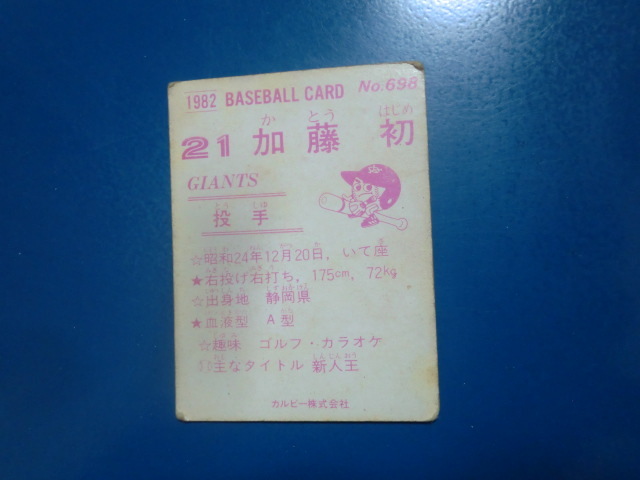 1982 BASEBALL CARD No.698
か とう はじめ
21 加藤 初
GIANTS
とう しゅ
投手
☆昭和24年12月20日, いて座
★右投げ右打ち, 175cm, 72kg
☆出身地 静岡県
★血液型 A型
☆趣味 ゴルフ・カラオケ
主なタイトル 新人王
カルビー株式会社